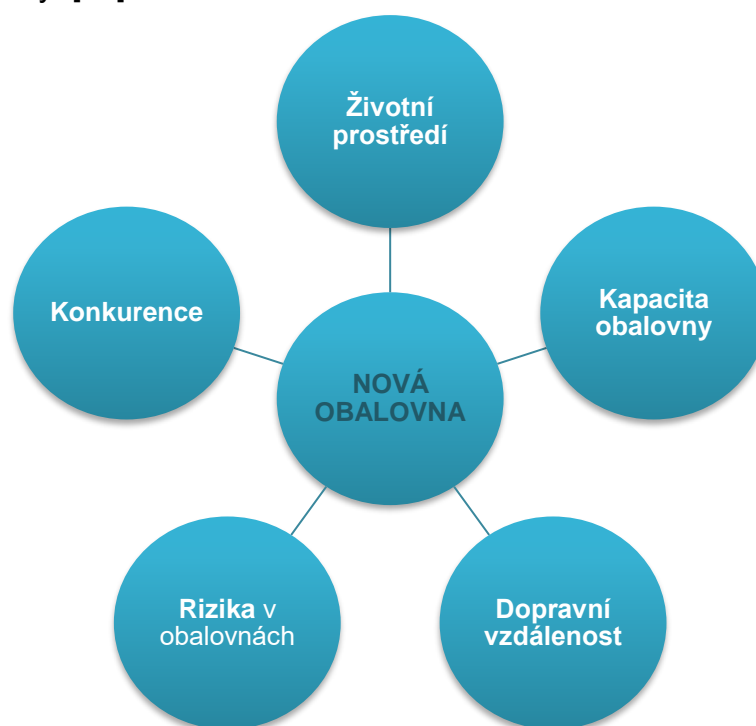 Životní
prostředí
Konkurence
Kapacita
obalovny
NOVÁ
OBALOVNA
Rizika v
obalovnách
Dopravní
vzdálenost